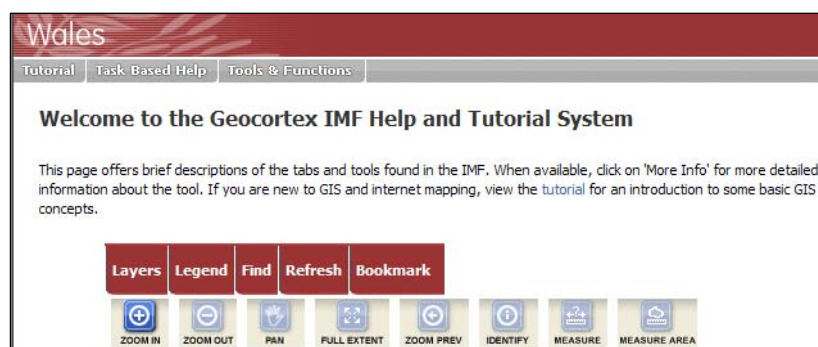 Wales
Tutorial Task Based Help Tools & Functions
Welcome to the Geocortex IMF Help and Tutorial System
This page offers brief descriptions of the tabs and tools found in the IMF. When available, click on 'More Info' for more detailed
information about the tool. If you are new to GIS and internet mapping, view the tutorial for an introduction to some basic GIS
concepts.
Layers Legend Find Refresh Bookmark
ZOOM IN ZOOM OUT PAN FULL EXTENT ZOOM PREV IDENTIFY MEASURE MEASURE AREA